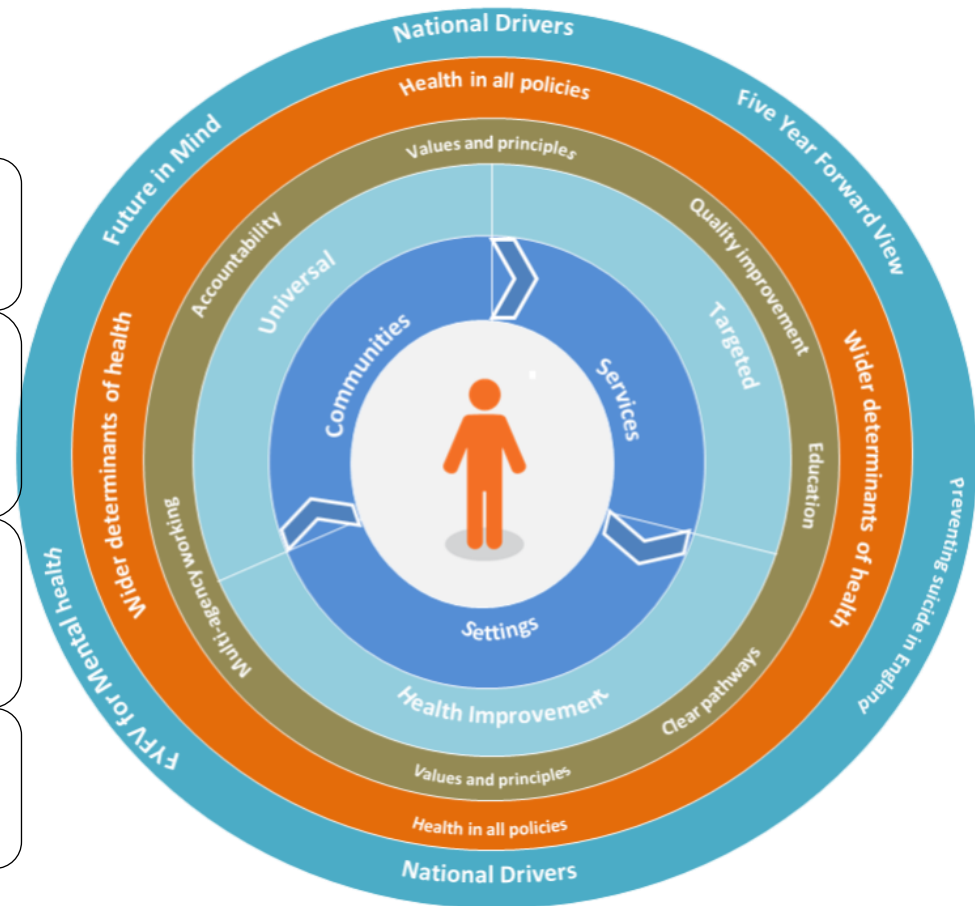 National Drivers
Health in all policies
Values and principles
Future in Mind
Five Year Forward View
Accountability
Quality improvement
Universal
Targeted
Communities
Services
Wider determinants of health
Wider determinants of health
Education
Preventing suicide in England
Multi-agency working
FYFV for Mental health
Settings
Health Improvement
Clear pathways
Values and principles
Health in all policies
National Drivers